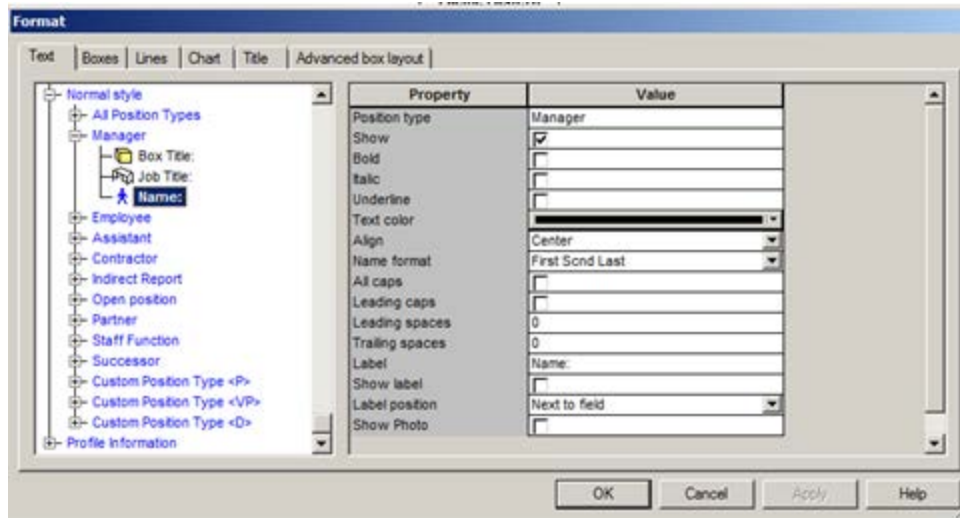 Format
Text Boxes Lines Chart Title Advanced box layout
Normal style
All Position Types
Manager
Box Title:
Job Title:
Name:
Employee
Assistant
Contractor
Indirect Report
Open position
Partner
Staff Function
Successor
Custom Position Type <P>
Custom Position Type <VP>
Custom Position Type <D>
Profile Information
Property Value
Position type Manager
Show
Bold
Italic
Underline
Text color
Align Center
Name format First Scnd Last
All caps
Leading caps
Leading spaces 0
Trailing spaces 0
Label Name:
Show label
Label position Next to field
Show Photo
OK Cancel Apply Help